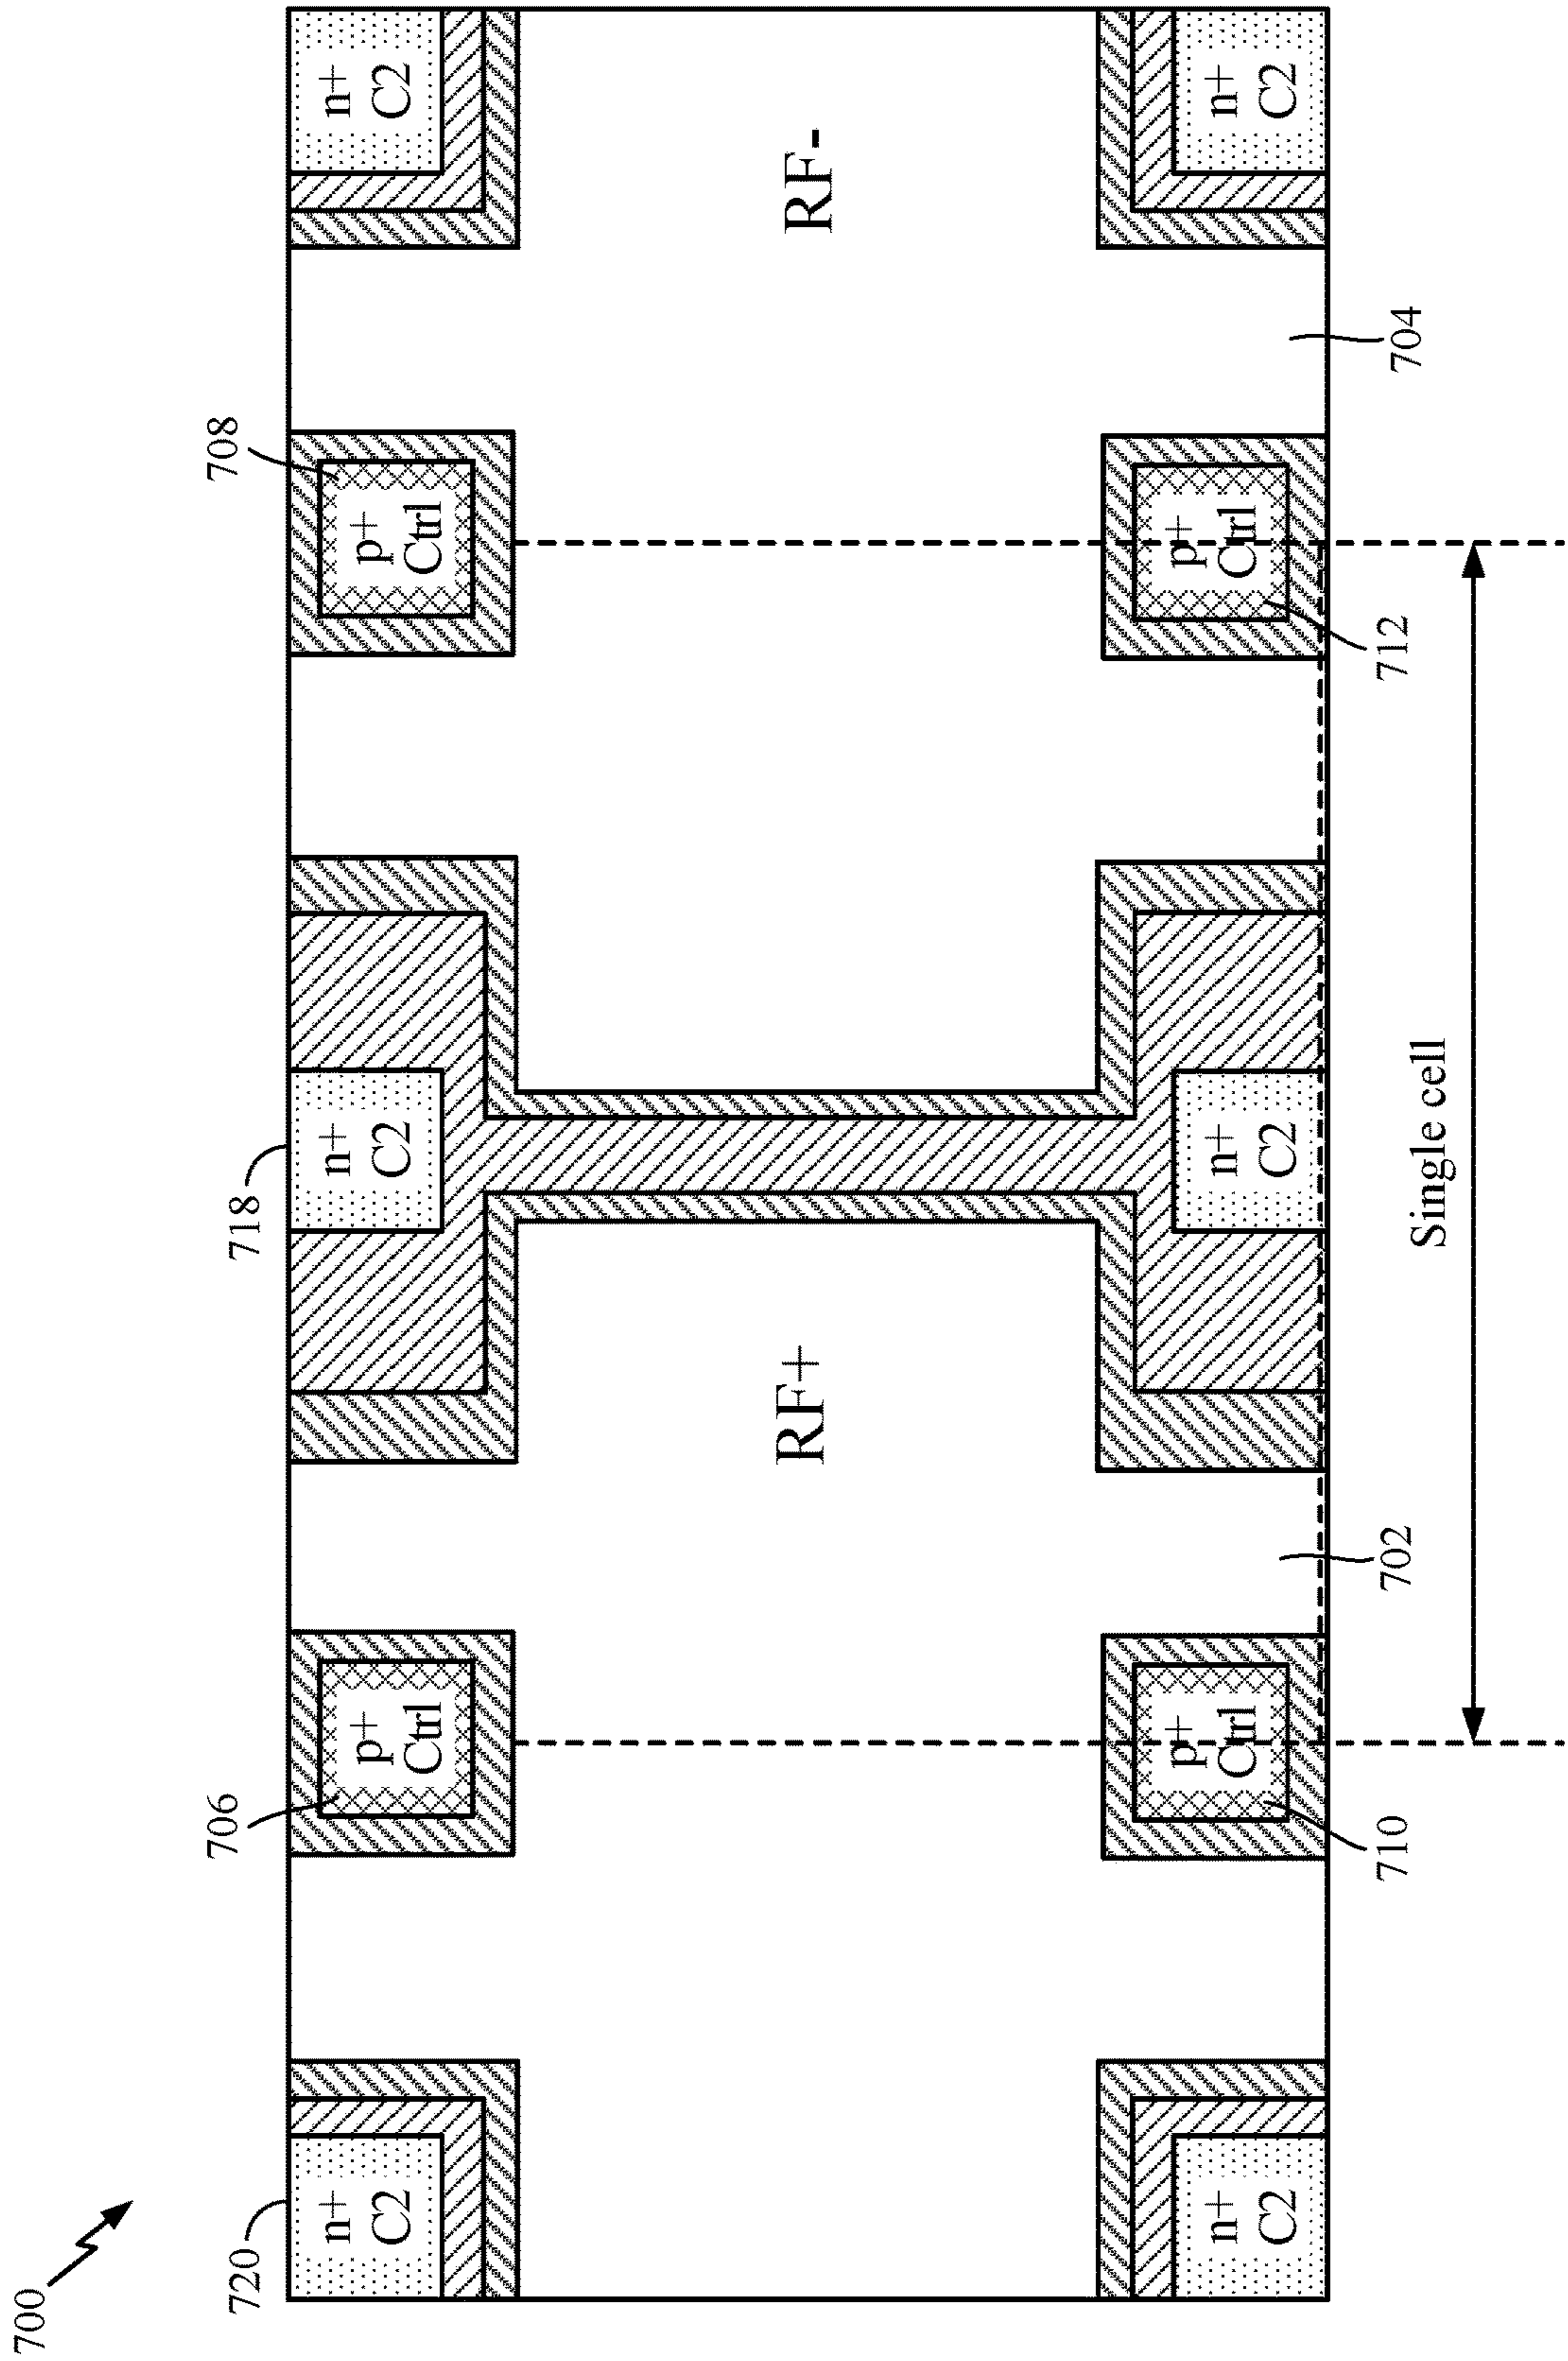 700
720
706
718
708
n+
C2
p+
Ctrl
n+
C2
p+
Ctrl
n+
C2
RF+
RF-
n+
C2
p+
Ctrl
n+
C2
p+
Ctrl
n+
C2
710
702
712
704
Single cell